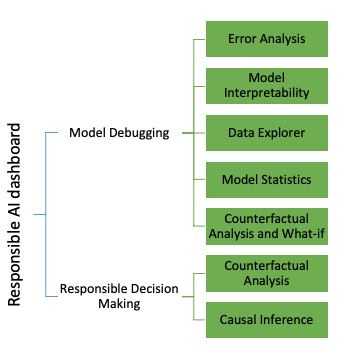 Responsible AI dashboard
Model Debugging
Error Analysis
Model
Interpretability
Data Explorer
Model Statistics
Counterfactual
Analysis and What-if
Responsible Decision
Making
Counterfactual
Analysis
Causal Inference